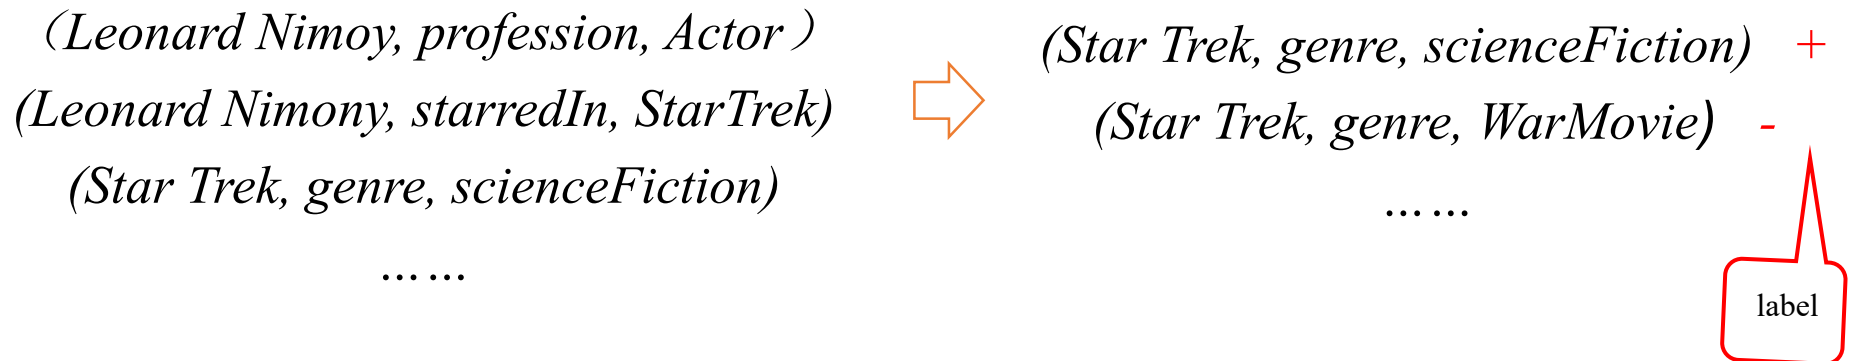 （Leonard Nimoy, profession, Actor）
(Leonard Nimony, starredIn, StarTrek)
(Star Trek, genre, scienceFiction)
……
(Star Trek, genre, scienceFiction) +
(Star Trek, genre, WarMovie) -
……
label